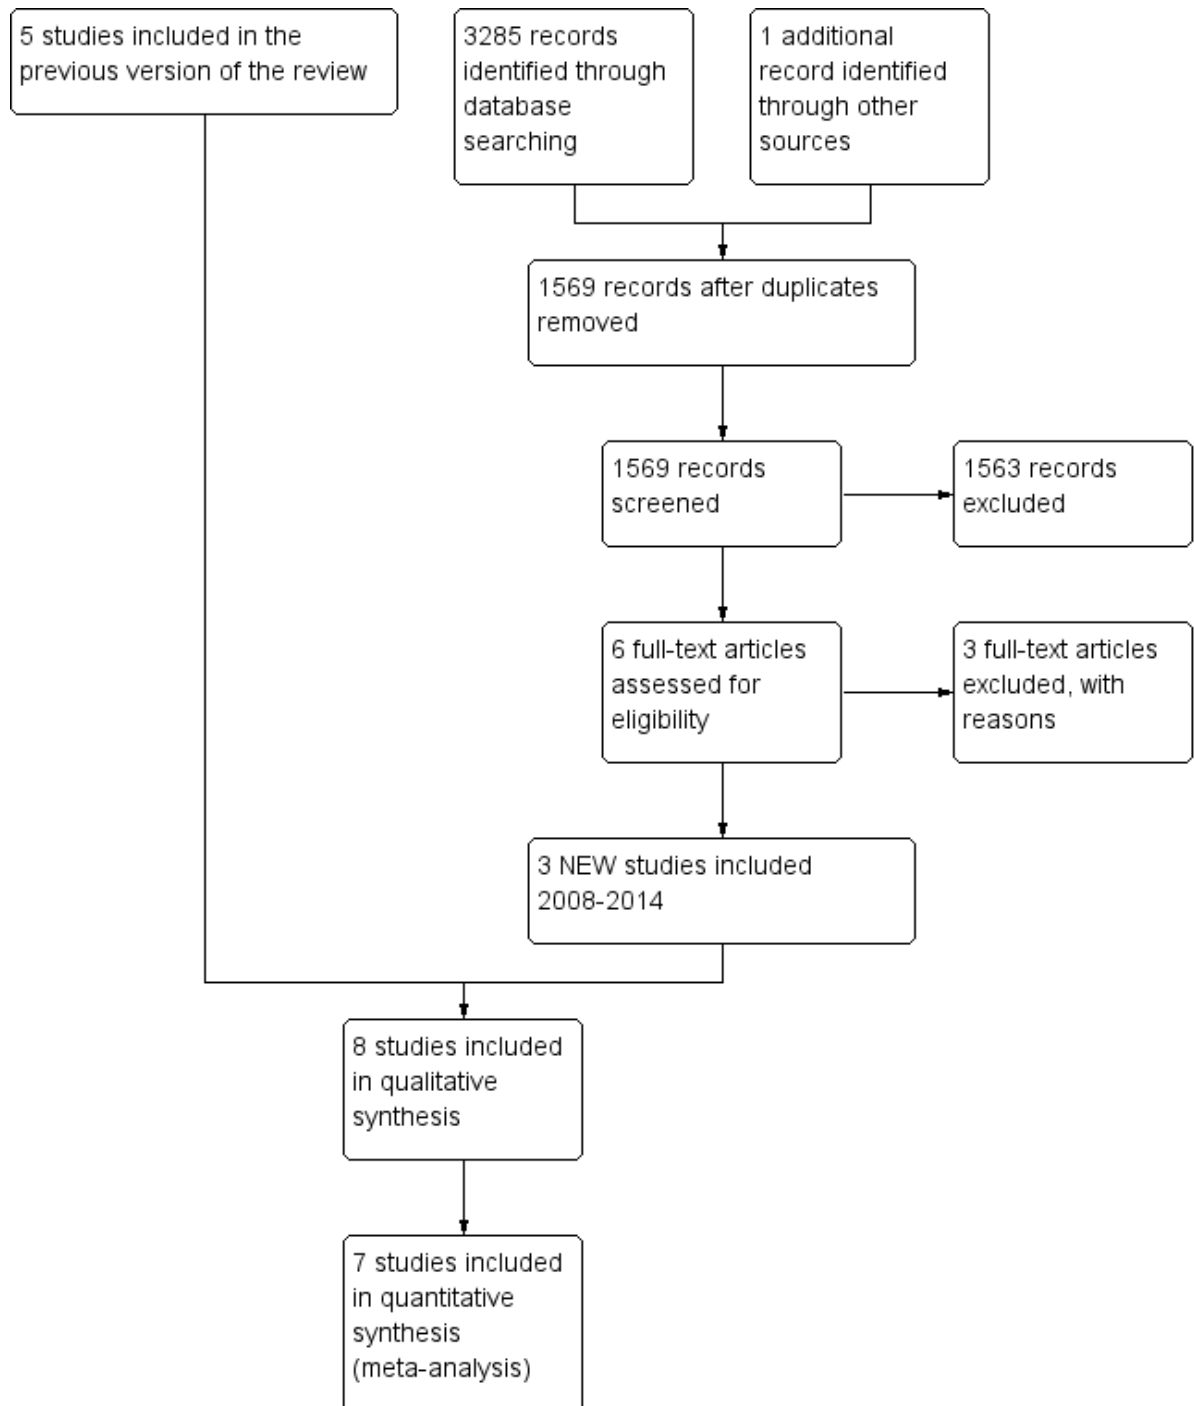 5 studies included in the
previous version of the review
3285 records
identified through
database
searching
1 additional
record identified
through other
sources
1569 records after duplicates
removed
1569 records
screened
1563 records
excluded
6 full-text articles
assessed for
eligibility
3 full-text articles
excluded, with
reasons
3 NEW studies included
2008-2014
8 studies included
in qualitative
synthesis
7 studies included
in quantitative
synthesis
(meta-analysis)